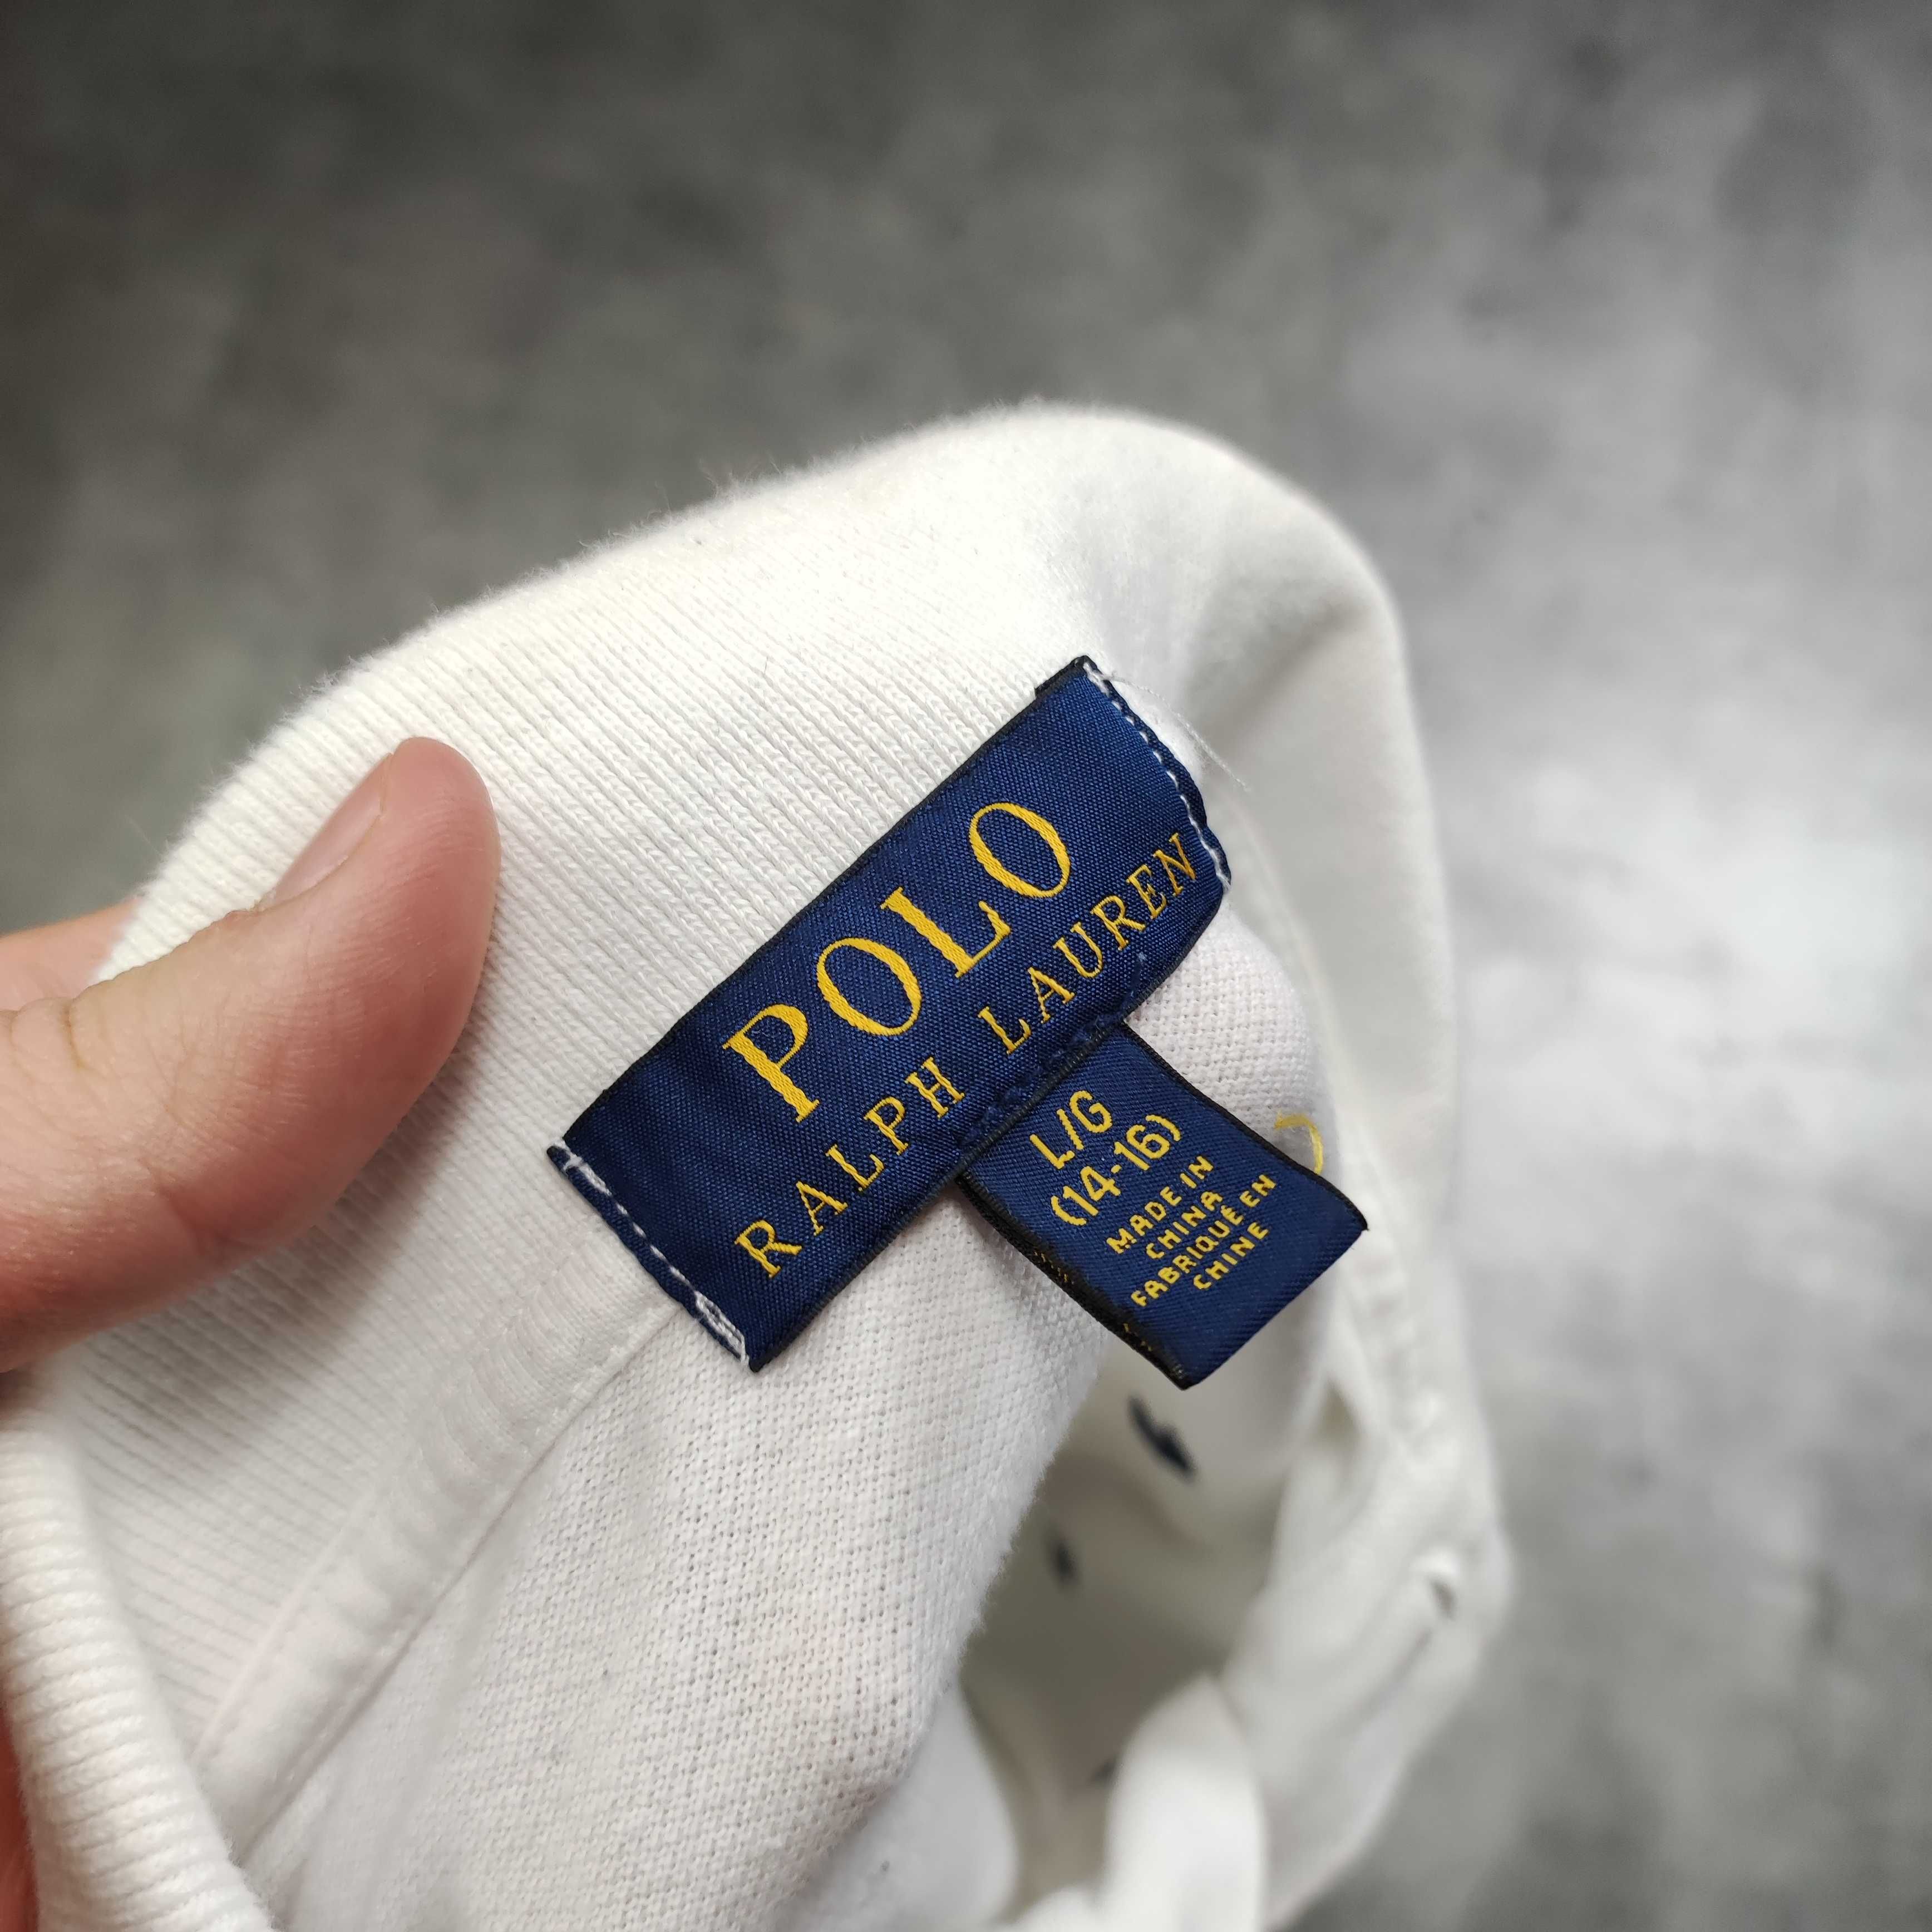 POLO
RALPH LAUREN
L/G
(14-16)
MADE IN
CHINA
FABRIQUÉ EN
CHINE